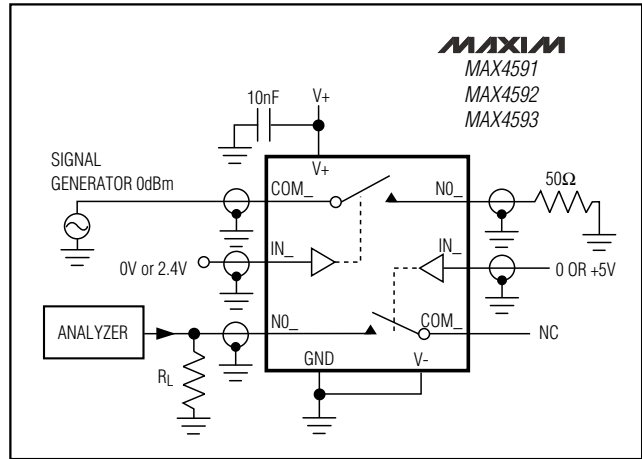 MAXIM
MAX4591
MAX4592
MAX4593
10nF
V+
V+
SIGNAL
GENERATOR 0dBm
COM_
N0_
50Ω
0V or 2.4V
IN_
IN_
0 OR +5V
ANALYZER
N0_
COM_
NC
RL
GND
V-